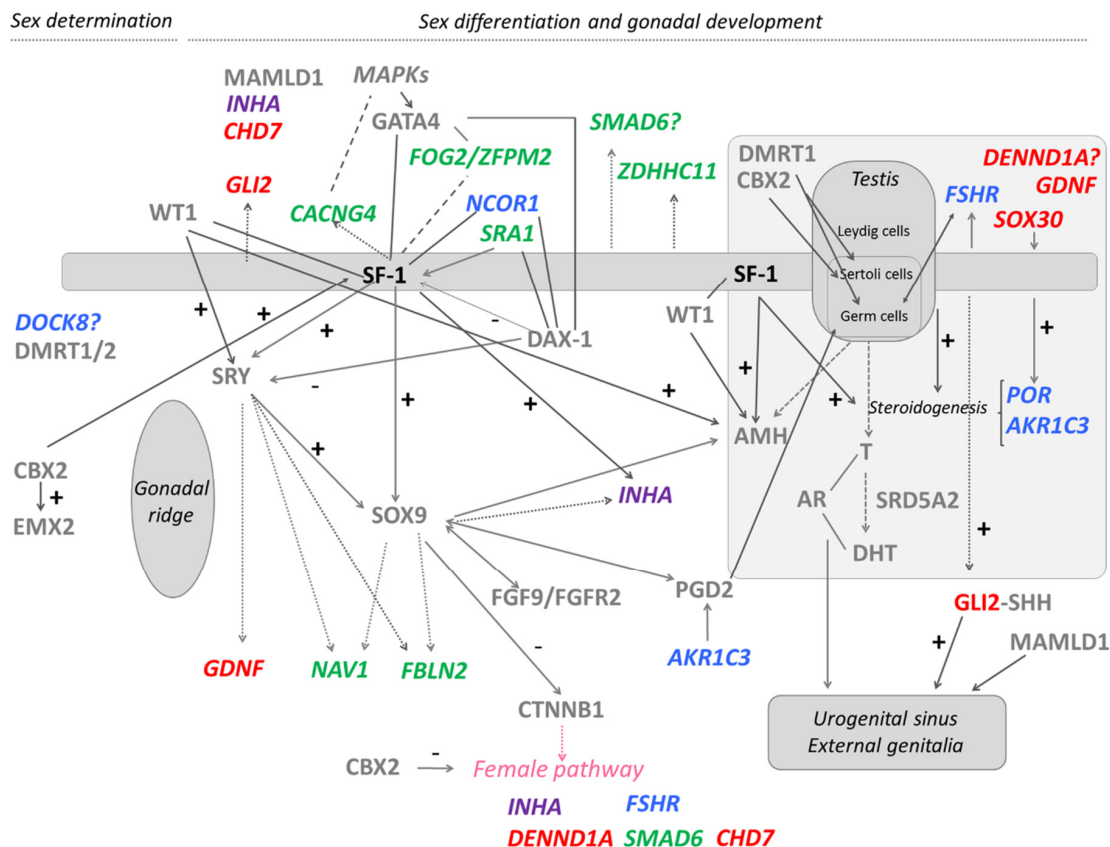 Sex determination
Sex differentiation and gonadal development
MAMLD1
INHA
CHD7
MAPKs
GATA4
FOG2/ZFPM2
SMAD6?
ZDHHC11
GLI2
WT1
CACNG4
NCOR1
SRA1
SF-1
DMRT1
CBX2
Testis
Leydig cells
Sertoli cells
Germ cells
FSHR
DENND1A?
GDNF
SOX30
SF-1
WT1
DOCK8?
DMRT1/2
+
+
+
-
DAX-1
SRY
-
+
+
+
+
+
+
+
Steroidogenesis
POR
AKR1C3
AMH
T
CBX2
+
EMX2
Gonadal
ridge
+
SOX9
INHA
AR
SRD5A2
DHT
+
FGF9/FGFR2
PGD2
AKR1C3
GLI2-SHH
+
MAMLD1
GDNF
NAV1
FBLN2
-
CTNNB1
Urogenital sinus
External genitalia
CBX2
-
Female pathway
INHA
FSHR
DENND1A SMAD6 CHD7